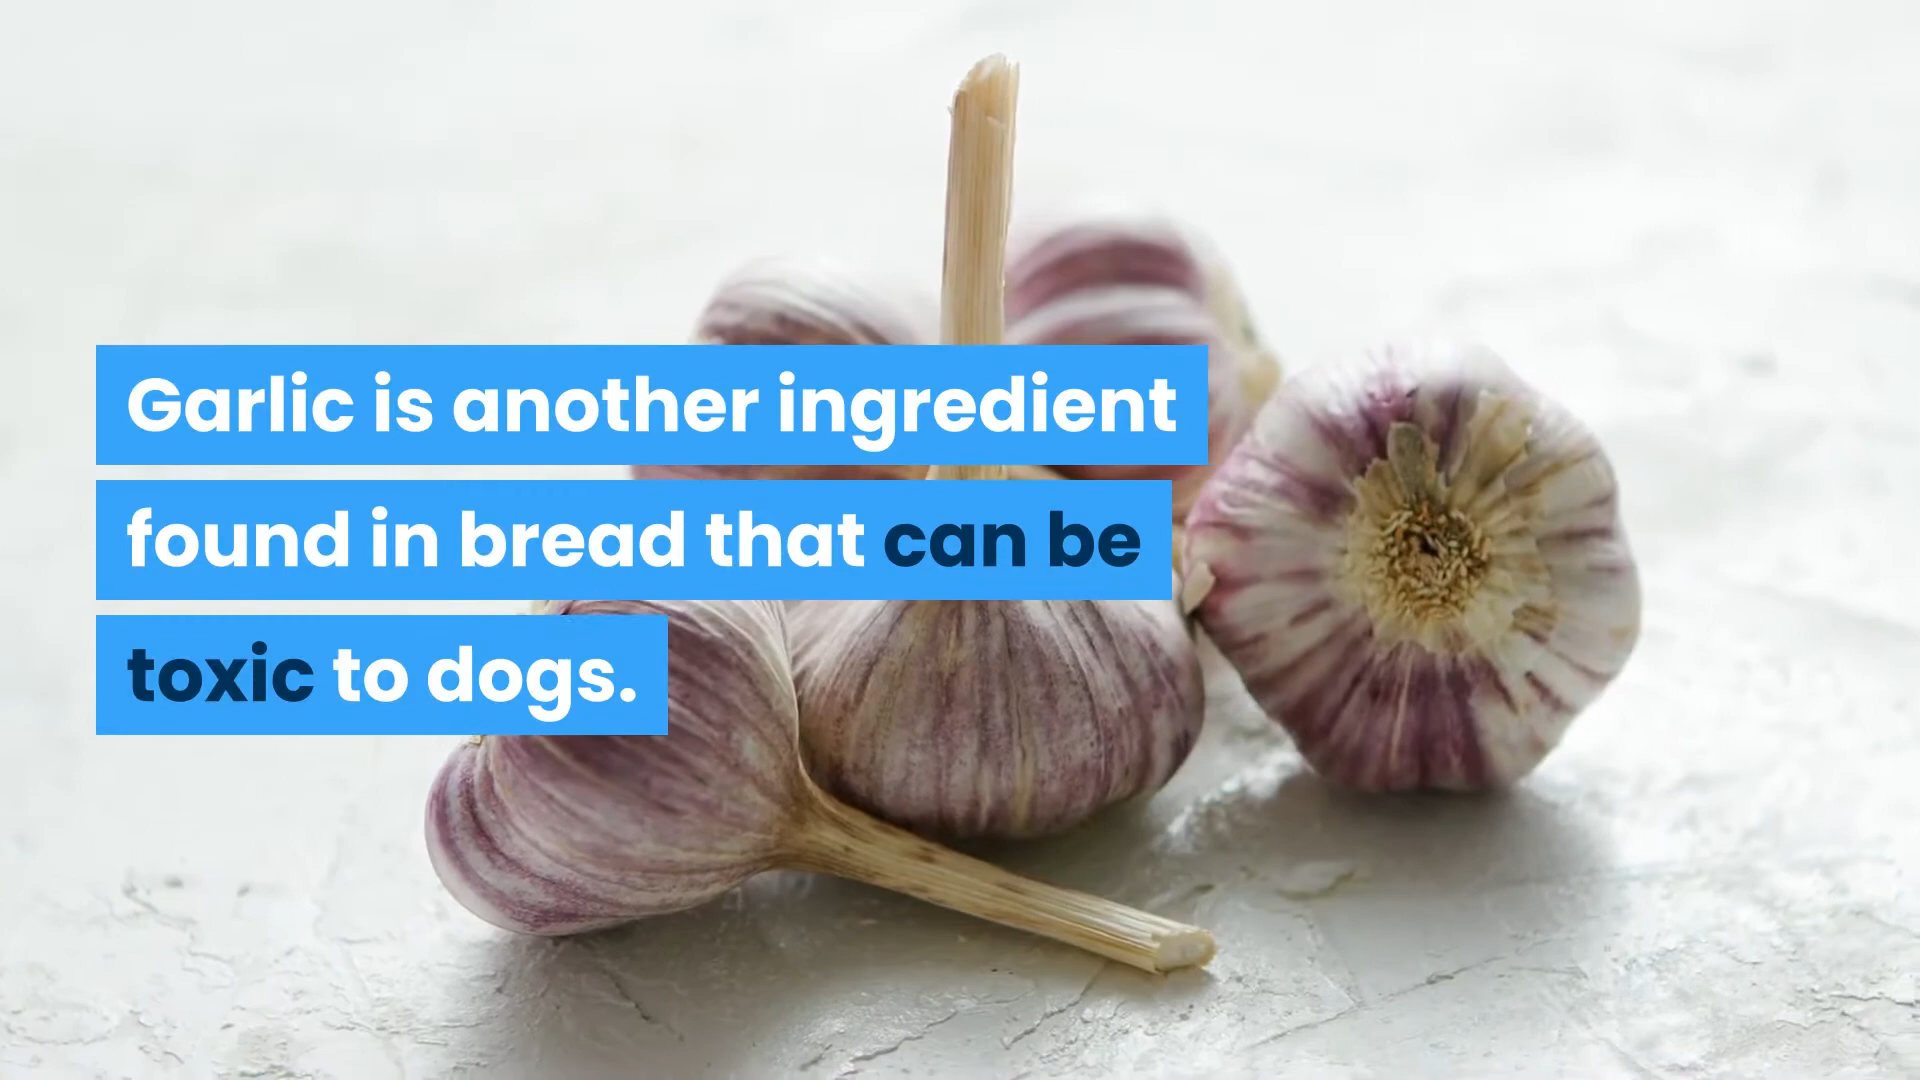 Garlic is another ingredient
found in bread that can be
toxic to dogs.